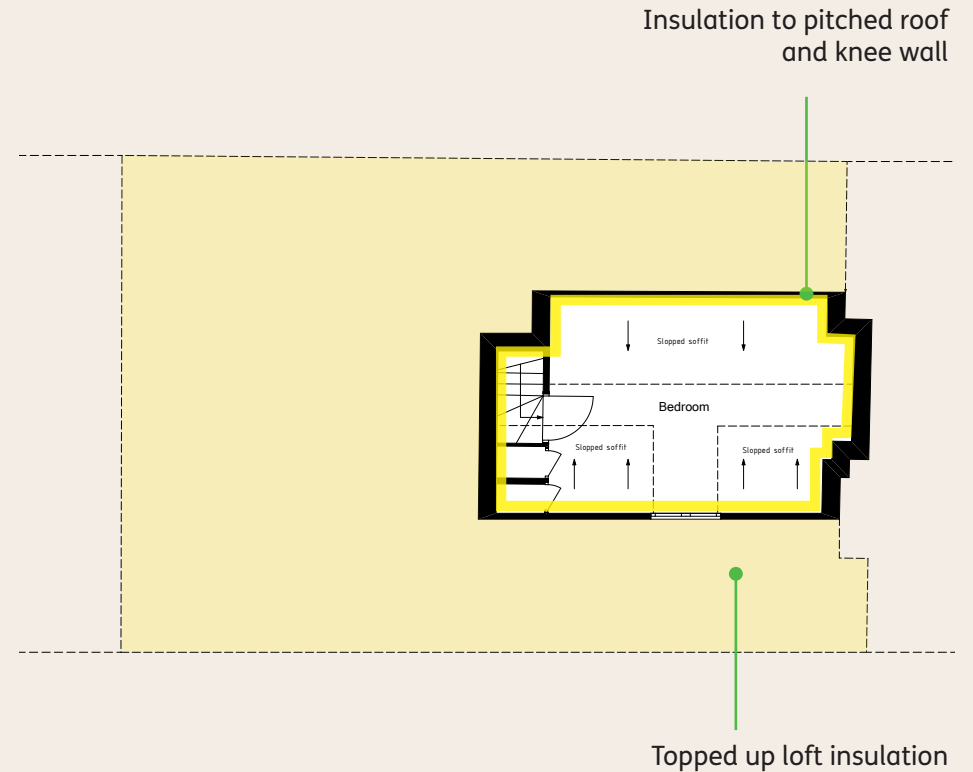 Insulation to pitched roof
and knee wall
Slopped soffit
Bedroom
Slopped soffit
Slopped soffit
Topped up loft insulation